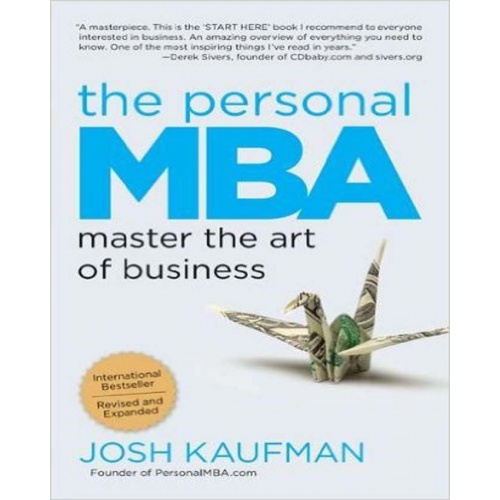 "A masterpiece. This is the 'START HERE' book I recommend to everyone
interested in business. An amazing overview of everything you need to
know. One of the most inspiring things I've read in years."
—Derek Sivers, founder of CDbaby.com and sivers.org
the personal
MBA
master the art
of business
International
Bestseller
Revised and
Expanded
JOSH KAUFMAN
Founder of PersonalMBA.com